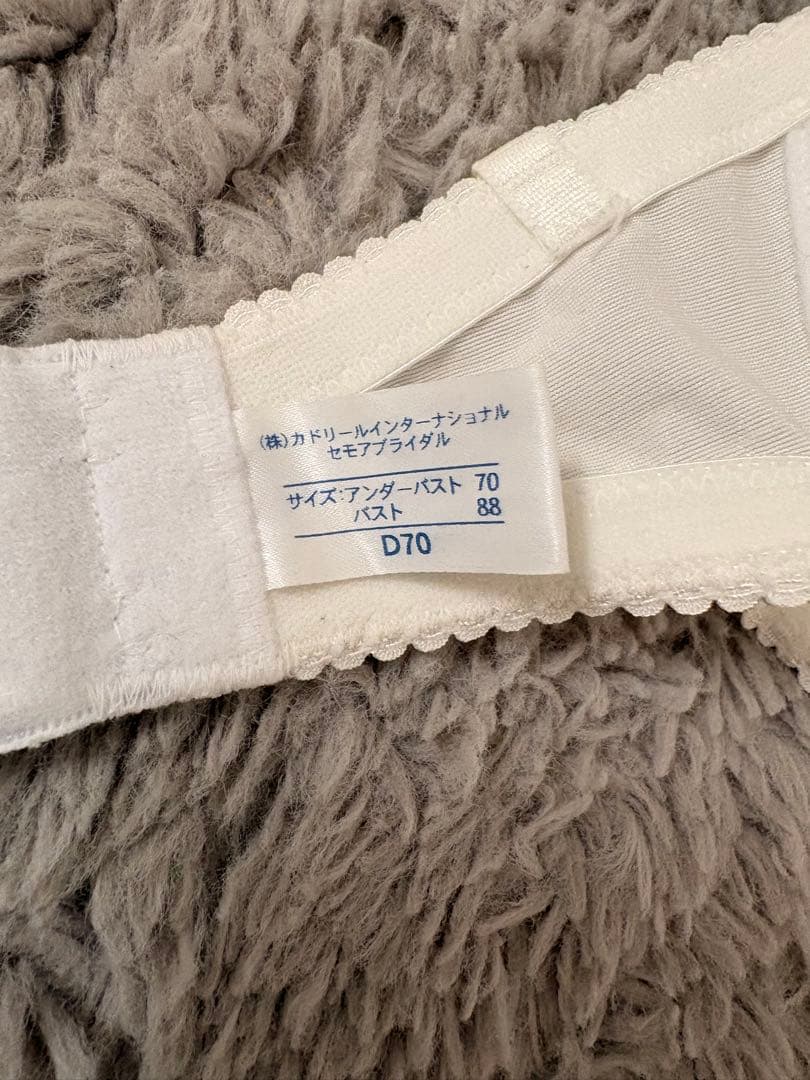 (株)カドリールインターナショナル
セモアブライダル
サイズ:アンダーバスト 70
バスト 88
D70